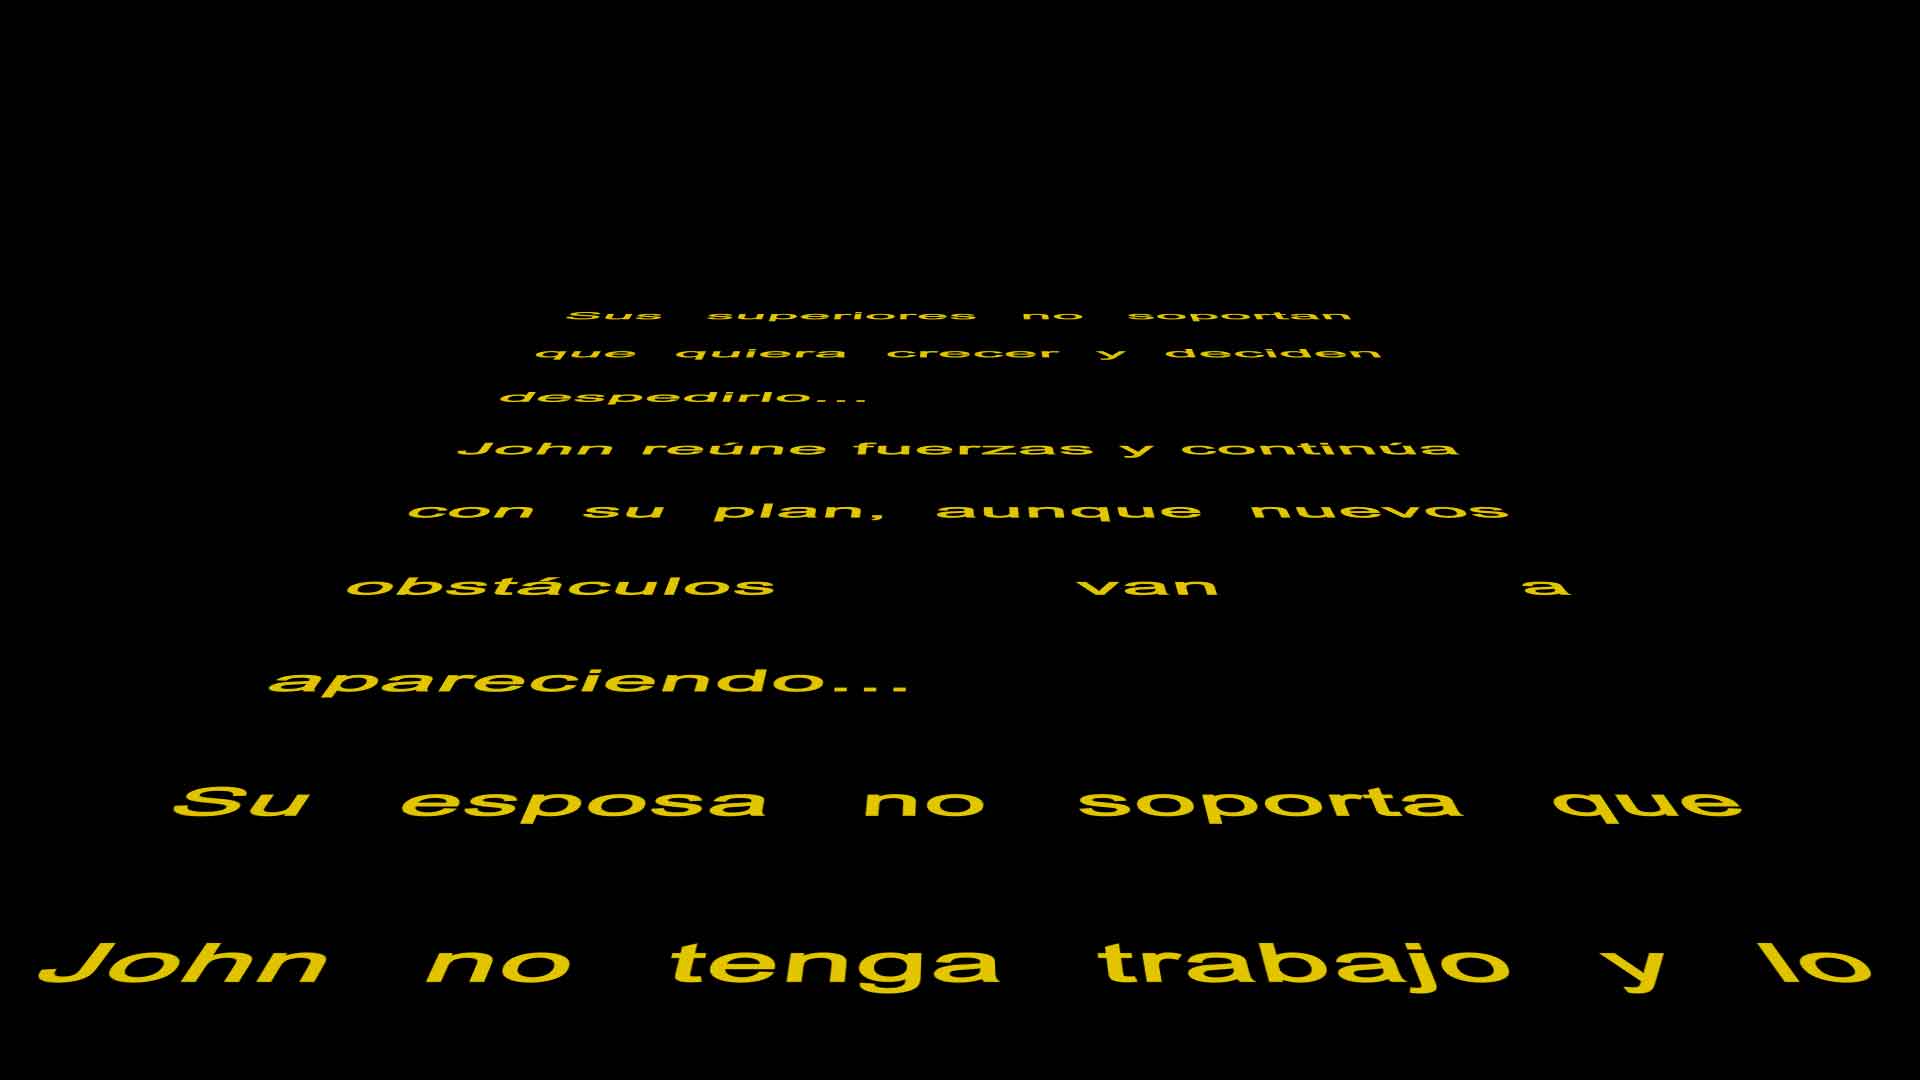 Sus superiores no soportan
que quiera crecer y deciden
despedirlo...
John reúne fuerzas y continúa
con su plan, aunque nuevos
obstáculos van a
apareciendo...
Su esposa no soporta que
John no tenga trabajo y lo